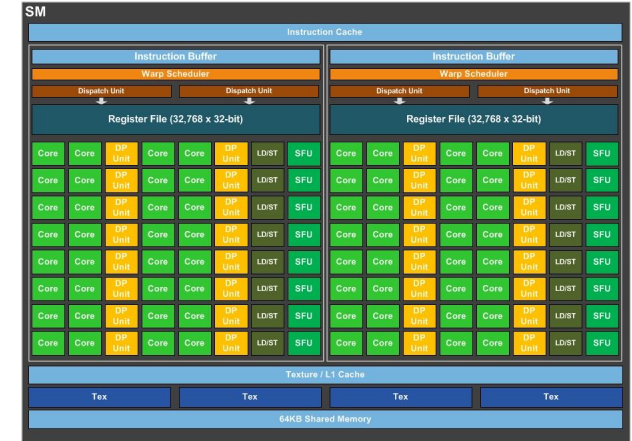 SM
Instruction Cache
Instruction Buffer Instruction Buffer
Warp Scheduler Warp Scheduler
Dispatch Unit Dispatch Unit Dispatch Unit Dispatch Unit
Register File (32,768 x 32-bit) Register File (32,768 x 32-bit)
Core Core DP Unit Core Core DP Unit LD/ST SFU Core Core DP Unit Core Core DP Unit LD/ST SFU
Core Core DP Unit Core Core DP Unit LD/ST SFU Core Core DP Unit Core Core DP Unit LD/ST SFU
Core Core DP Unit Core Core DP Unit LD/ST SFU Core Core DP Unit Core Core DP Unit LD/ST SFU
Core Core DP Unit Core Core DP Unit LD/ST SFU Core Core DP Unit Core Core DP Unit LD/ST SFU
Core Core DP Unit Core Core DP Unit LD/ST SFU Core Core DP Unit Core Core DP Unit LD/ST SFU
Core Core DP Unit Core Core DP Unit LD/ST SFU Core Core DP Unit Core Core DP Unit LD/ST SFU
Core Core DP Unit Core Core DP Unit LD/ST SFU Core Core DP Unit Core Core DP Unit LD/ST SFU
Core Core DP Unit Core Core DP Unit LD/ST SFU Core Core DP Unit Core Core DP Unit LD/ST SFU
Texture / L1 Cache
Tex Tex Tex Tex
64KB Shared Memory